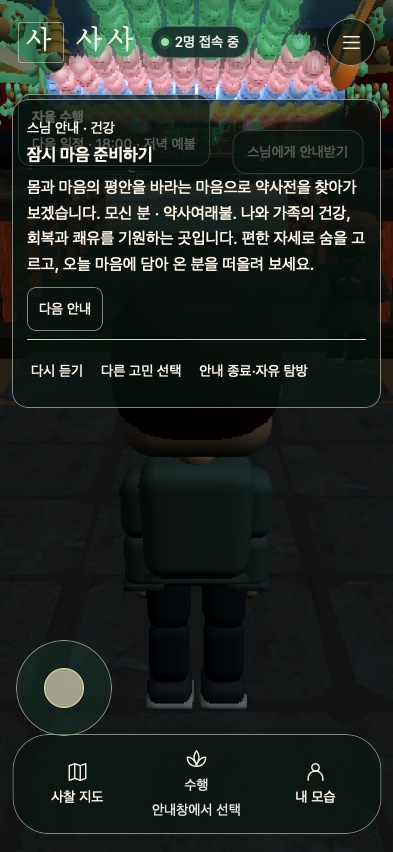 사 사사
2명 접속 중
자율 수행
다음 일정 · 18:00 · 저녁 예불
스님에게 안내받기
스님 안내 · 건강
잠시 마음 준비하기
몸과 마음의 평안을 바라는 마음으로 약사전을 찾아가
보겠습니다. 모신 분 · 약사여래불. 나와 가족의 건강,
회복과 쾌유를 기원하는 곳입니다. 편한 자세로 숨을 고
르고, 오늘 마음에 담아 온 분을 떠올려 보세요.
다음 안내
다시 듣기 다른 고민 선택 안내 종료·자유 탐방
사찰 지도
수행
안내창에서 선택
내 모습